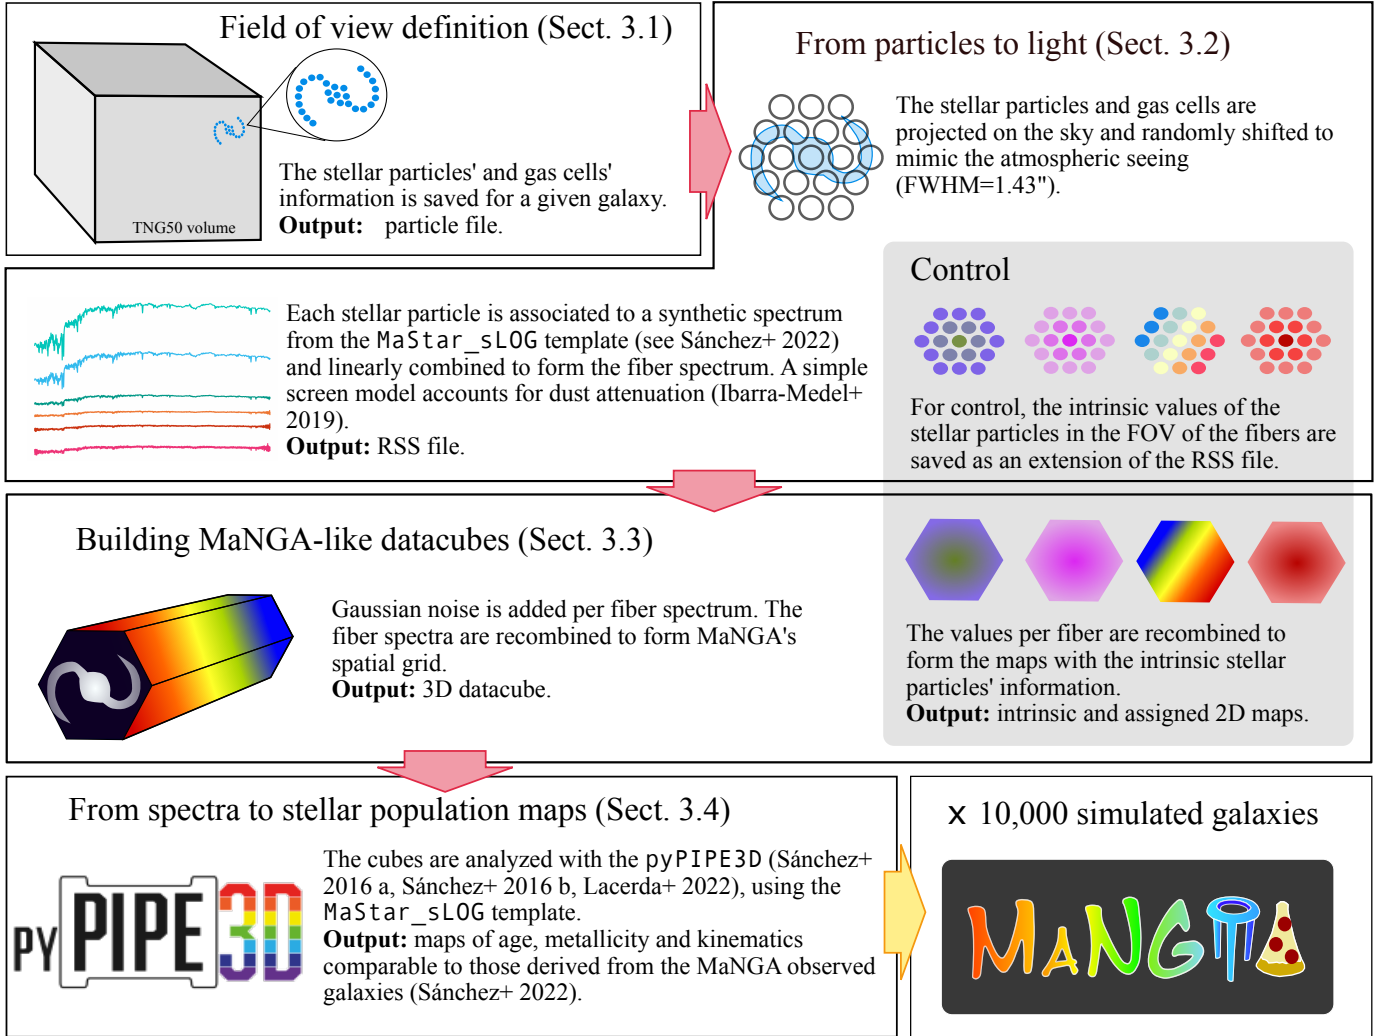 Field of view definition (Sect. 3.1)
TNG50 volume
The stellar particles' and gas cells'
information is saved for a given galaxy.
Output: particle file.
From particles to light (Sect. 3.2)
The stellar particles and gas cells are
projected on the sky and randomly shifted to
mimic the atmospheric seeing
(FWHM=1.43").
Each stellar particle is associated to a synthetic spectrum
from the MaStar_sLOG template (see Sánchez+ 2022)
and linearly combined to form the fiber spectrum. A simple
screen model accounts for dust attenuation (Ibarra-Medel+
2019).
Output: RSS file.
Control
For control, the intrinsic values of the
stellar particles in the FOV of the fibers are
saved as an extension of the RSS file.
Building MaNGA-like datacubes (Sect. 3.3)
Gaussian noise is added per fiber spectrum. The
fiber spectra are recombined to form MaNGA's
spatial grid.
Output: 3D datacube.
The values per fiber are recombined to
form the maps with the intrinsic stellar
particles' information.
Output: intrinsic and assigned 2D maps.
From spectra to stellar population maps (Sect. 3.4)
PY PIPE 3D
The cubes are analyzed with the pyPIPE3D (Sánchez+
2016 a, Sánchez+ 2016 b, Lacerda+ 2022), using the
MaStar_sLOG template.
Output: maps of age, metallicity and kinematics
comparable to those derived from the MaNGA observed
galaxies (Sánchez+ 2022).
x 10,000 simulated galaxies
MaNGIA